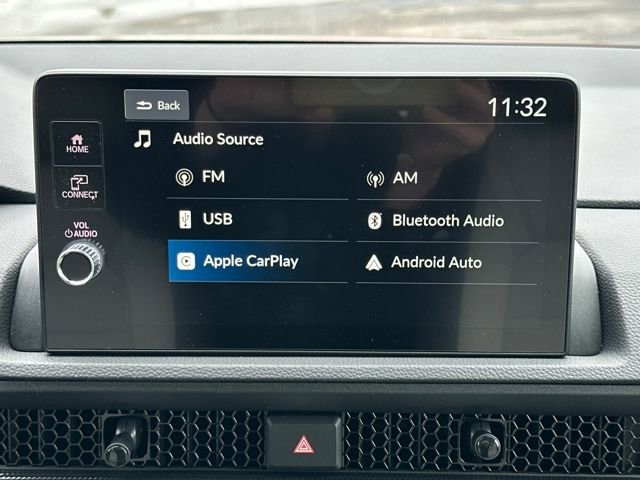 Back
11:32
Audio Source
HOME
FM
AM
CONNECT
USB
Bluetooth Audio
VOL
AUDIO
Apple CarPlay
Android Auto